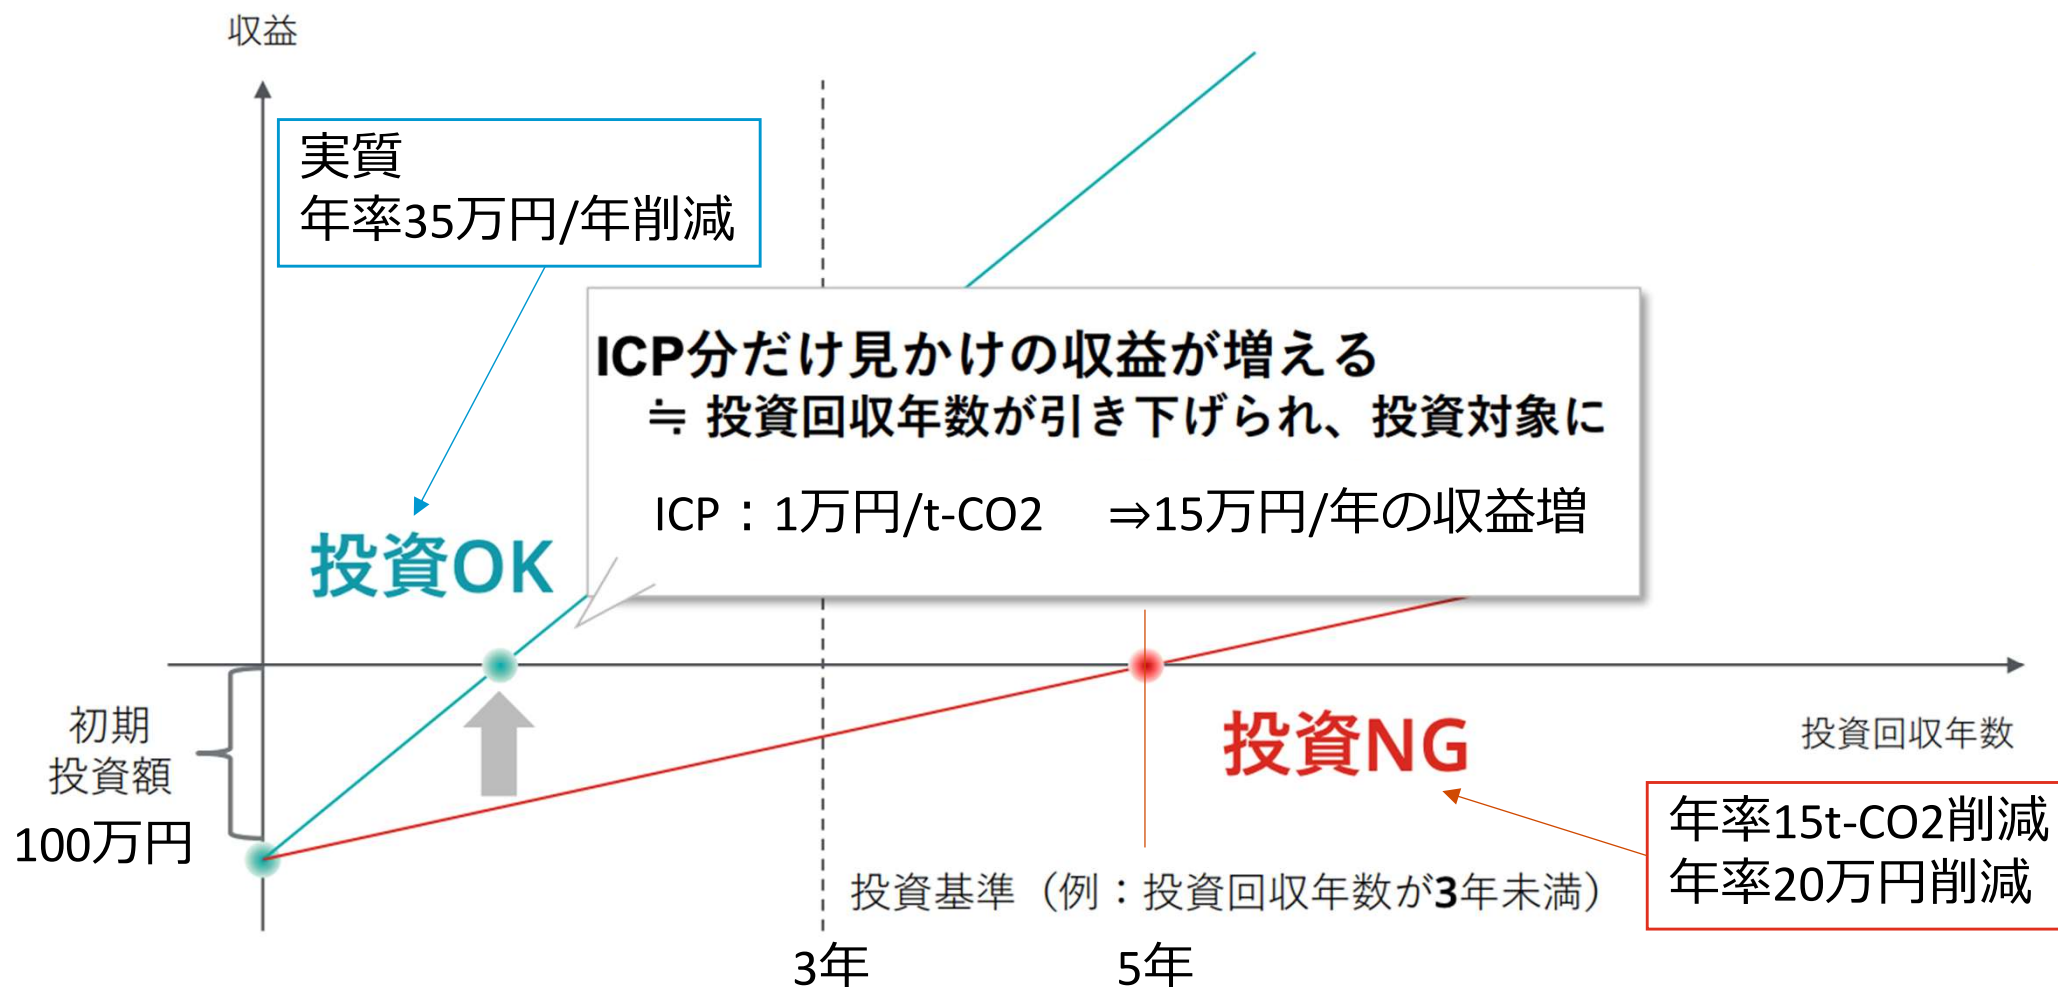 収益
実質
年率35万円/年削減
ICP分だけ見かけの収益が増える
≒ 投資回収年数が引き下げられ、投資対象に
ICP：1万円/t-CO2　⇒15万円/年の収益増
投資OK
初期
投資額
100万円
投資NG
投資回収年数
年率15t-CO2削減
年率20万円削減
投資基準（例：投資回収年数が3年未満）
3年
5年